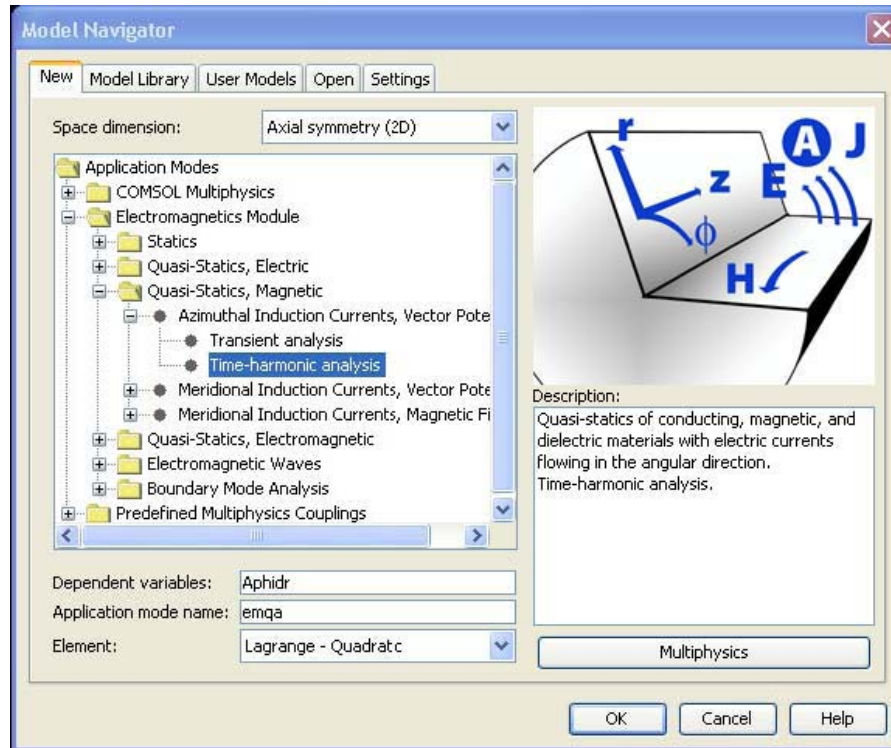 Model Navigator
New Model Library User Models Open Settings
Space dimension: Axial symmetry (2D)
Application Modes
COMSOL Multiphysics
Electromagnetics Module
Statics
Quasi-Statics, Electric
Quasi-Statics, Magnetic
Azimuthal Induction Currents, Vector Pote
Transient analysis
Time-harmonic analysis
Meridional Induction Currents, Vector Pote
Meridional Induction Currents, Magnetic Fi
Quasi-Statics, Electromagnetic
Electromagnetic Waves
Boundary Mode Analysis
Predefined Multiphysics Couplings
Dependent variables: Aphidr
Application mode name: emqa
Element: Lagrange - Quadratc
r
z
ϕ
E
A
J
H
Description:
Quasi-statics of conducting, magnetic, and
dielectric materials with electric currents
flowing in the angular direction.
Time-harmonic analysis.
Multiphysics
OK Cancel Help